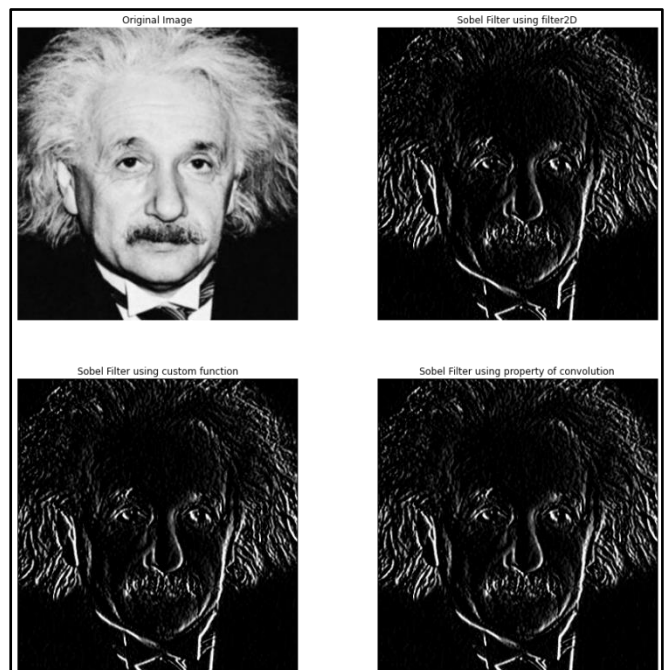 Original Image
Sobel Filter using filter2D
Sobel Filter using custom function
Sobel Filter using property of convolution